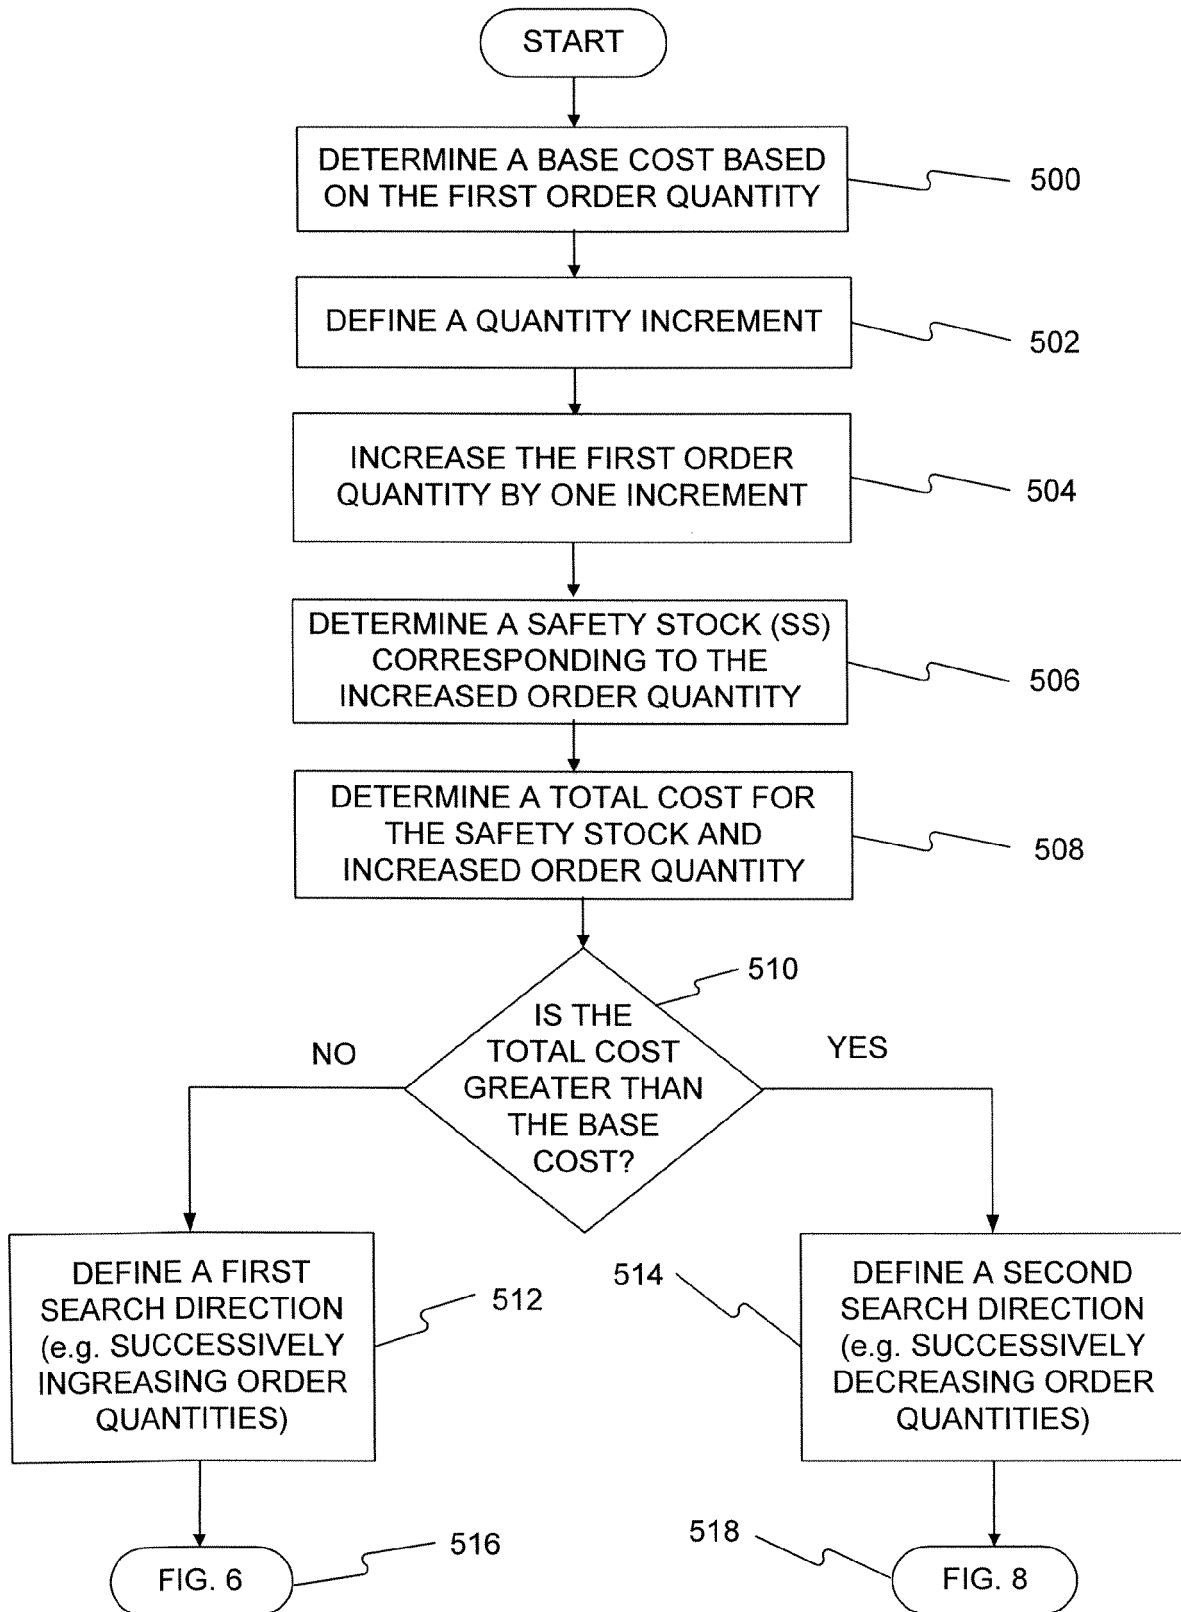 START
DETERMINE A BASE COST BASED
ON THE FIRST ORDER QUANTITY
500
DEFINE A QUANTITY INCREMENT
502
INCREASE THE FIRST ORDER
QUANTITY BY ONE INCREMENT
504
DETERMINE A SAFETY STOCK (SS)
CORRESPONDING TO THE
INCREASED ORDER QUANTITY
506
DETERMINE A TOTAL COST FOR
THE SAFETY STOCK AND
INCREASED ORDER QUANTITY
508
510
IS THE
TOTAL COST
GREATER THAN
THE BASE
COST?
NO
YES
DEFINE A FIRST
SEARCH DIRECTION
(e.g. SUCCESSIVELY
INGREASING ORDER
QUANTITIES)
512
514
DEFINE A SECOND
SEARCH DIRECTION
(e.g. SUCCESSIVELY
DECREASING ORDER
QUANTITIES)
FIG. 6
516
518
FIG. 8